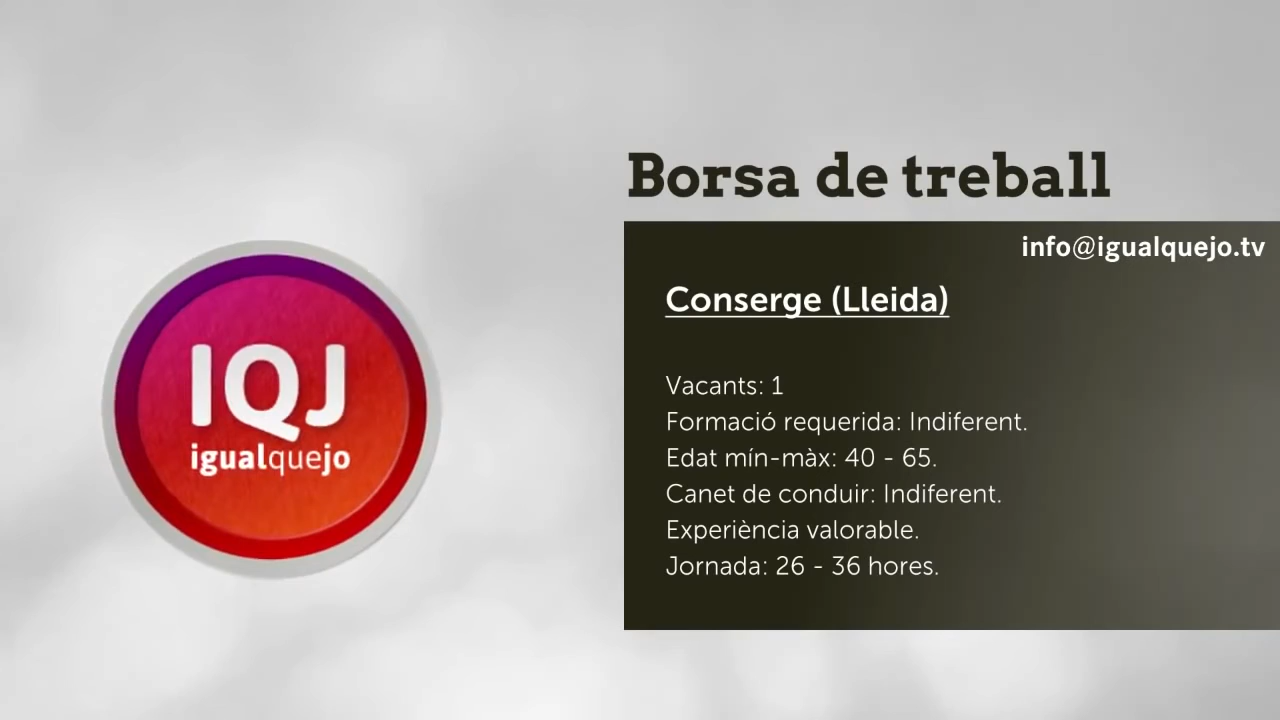 IQJ
igualquejo
Borsa de treball
info@igualquejo.tv
Conserge (Lleida)
Vacants: 1
Formació requerida: Indiferent.
Edat mín-màx: 40 - 65.
Canet de conduir: Indiferent.
Experiència valorable.
Jornada: 26 - 36 hores.